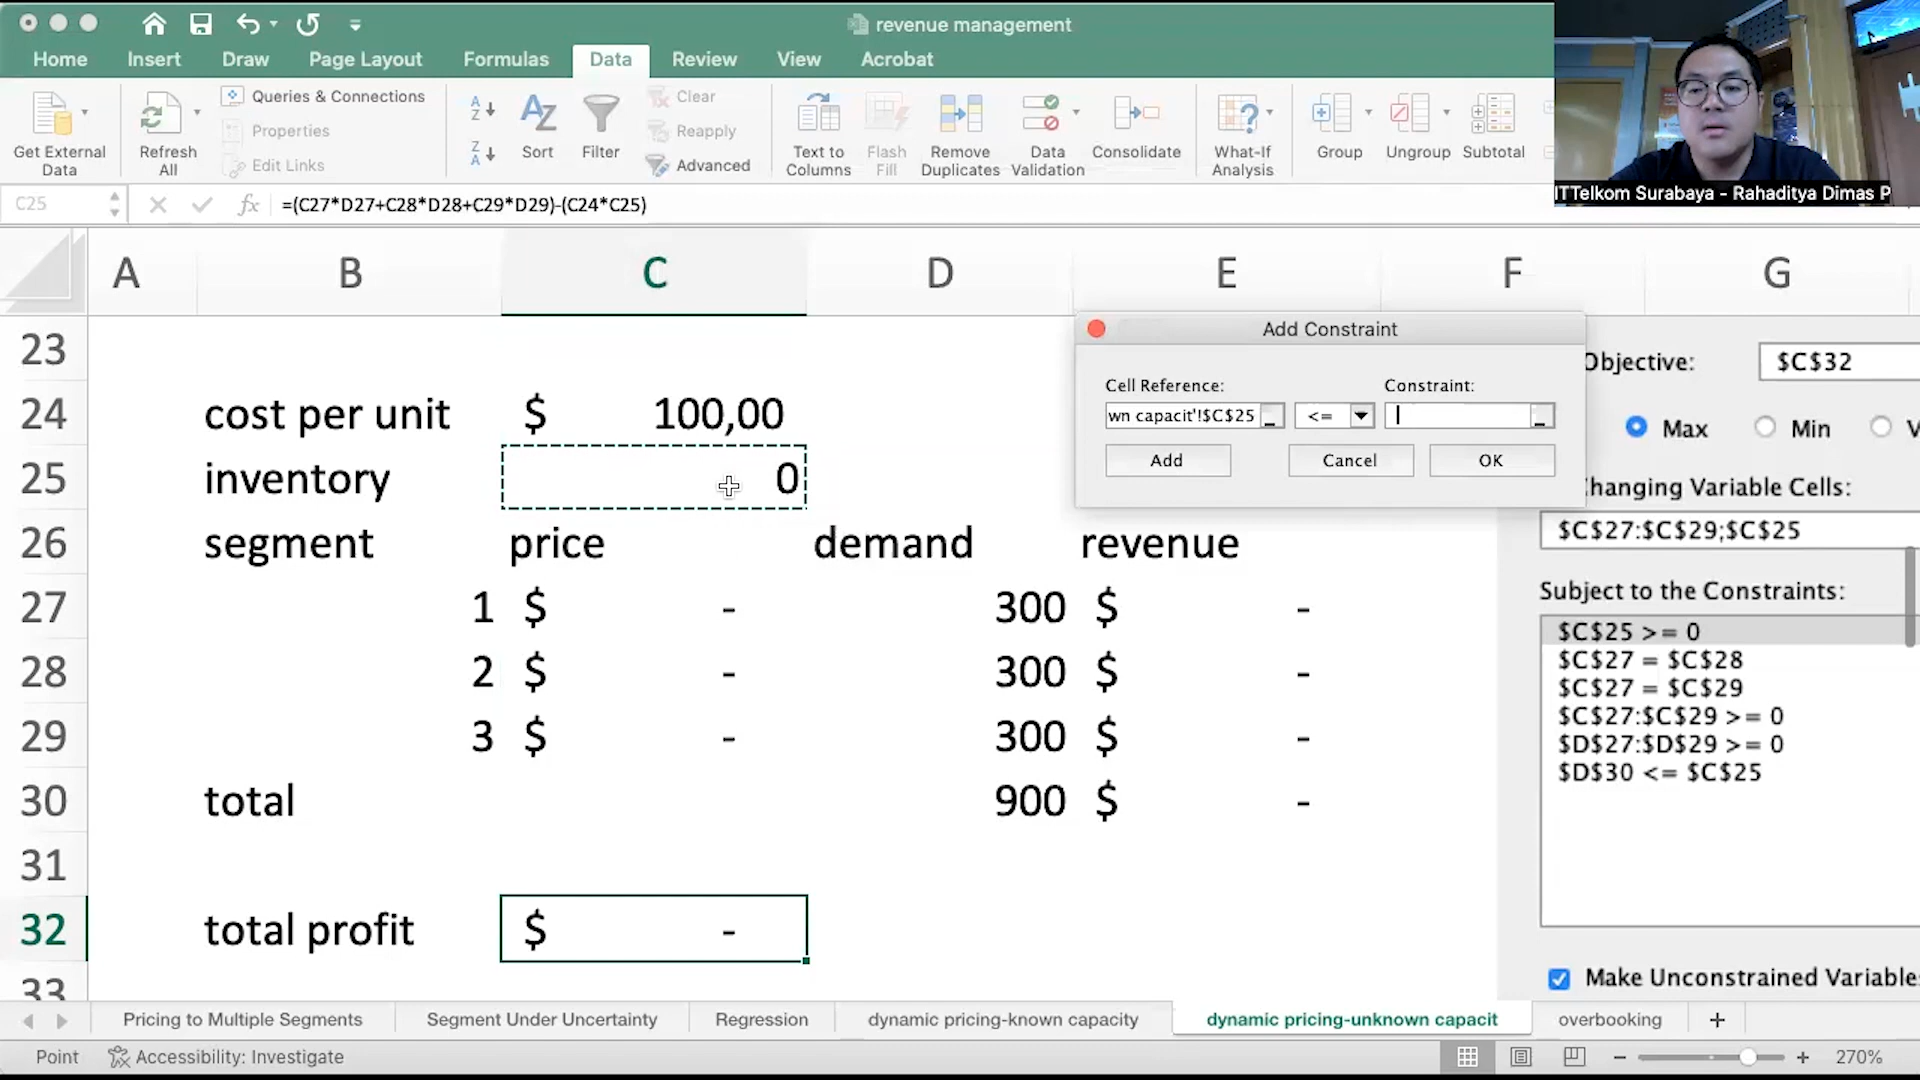 revenue management
Home Insert Draw Page Layout Formulas Data Review View Acrobat
Get External Data
Refresh All
Queries & Connections
Properties
Edit Links
Sort
Filter
Clear
Reapply
Advanced
Text to Columns
Flash Fill
Remove Duplicates
Data Validation
Consolidate
What-If Analysis
Group
Ungroup
Subtotal
ITTelkom Surabaya - Rahaditya Dimas P
C25
fx =(C27*D27+C28*D28+C29*D29)-(C24*C25)
A B C D E F G
23
24 cost per unit $ 100,00
25 inventory 0
26 segment price demand revenue
27 1 $ - 300 $ -
28 2 $ - 300 $ -
29 3 $ - 300 $ -
30 total 900 $ -
31
32 total profit $ -
33
Add Constraint
Cell Reference: Constraint:
wn capacit'!$C$25 <=
Add Cancel OK
Objective: $C$32
Max Min V
hanging Variable Cells:
$C$27:$C$29;$C$25
Subject to the Constraints:
$C$25 >= 0
$C$27 = $C$28
$C$27 = $C$29
$C$27:$C$29 >= 0
$D$27:$D$29 >= 0
$D$30 <= $C$25
Make Unconstrained Variable
Pricing to Multiple Segments Segment Under Uncertainty Regression dynamic pricing-known capacity dynamic pricing-unknown capacit overbooking +
Point Accessibility: Investigate 270%